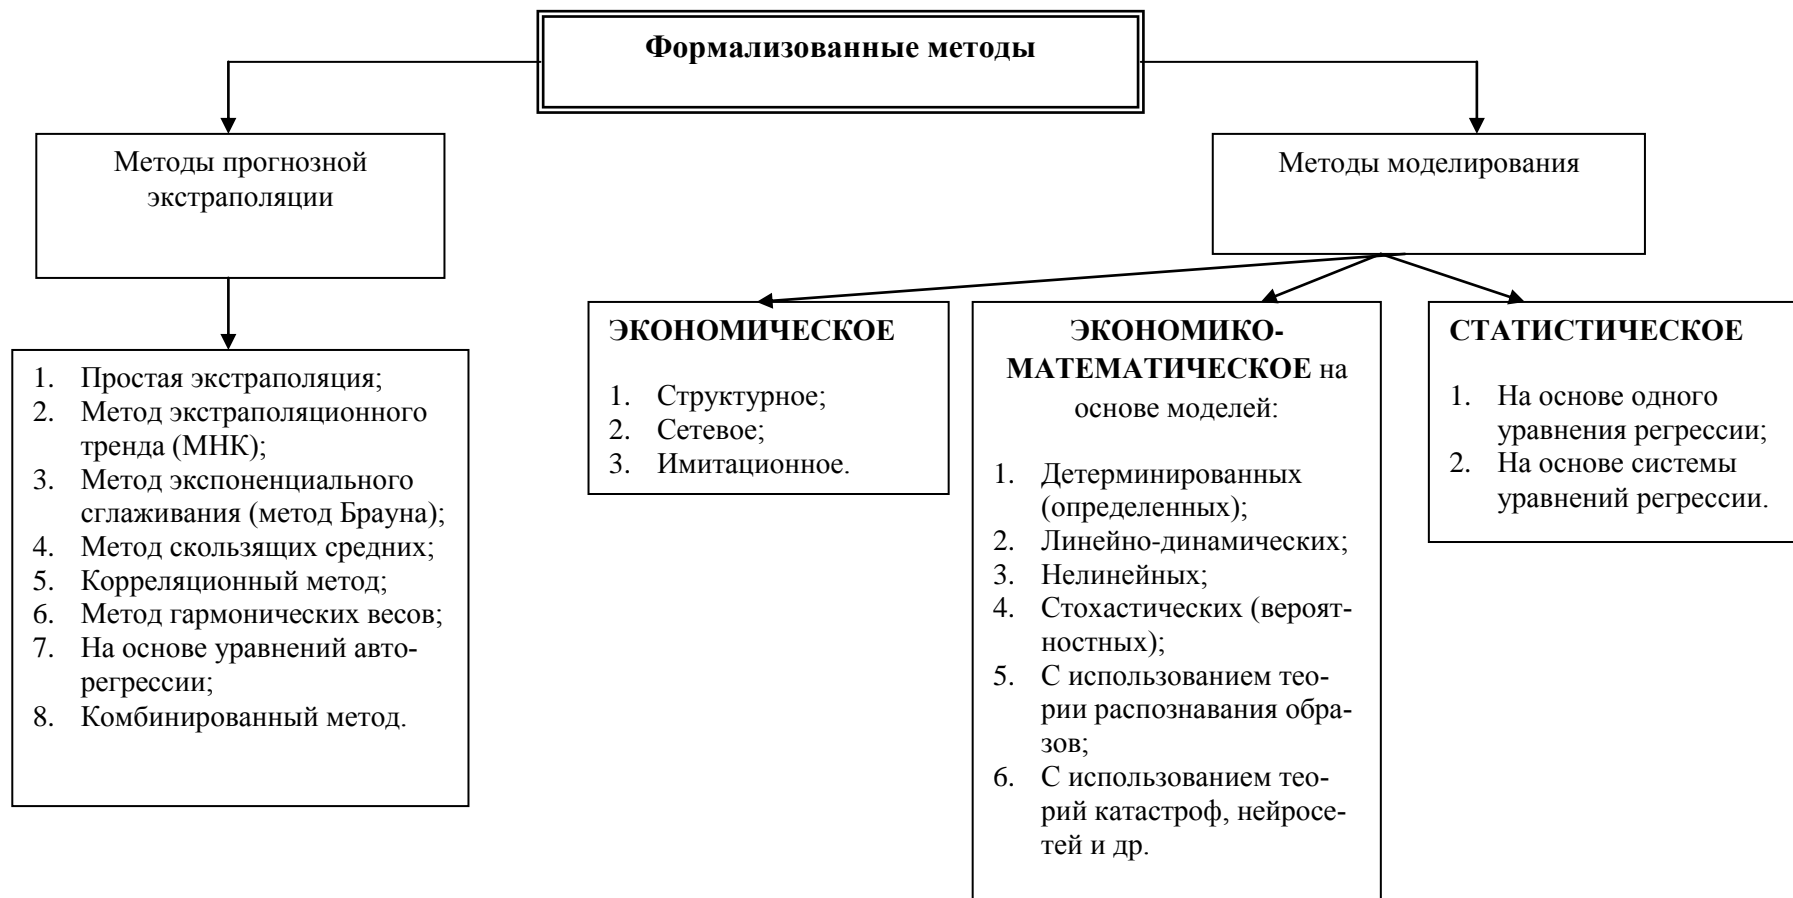 Формализованные методы
Методы прогнозной
экстраполяции
Методы моделирования
1. Простая экстраполяция;
2. Метод экстраполяционного
тренда (МНК);
3. Метод экспоненциального
сглаживания (метод Брауна);
4. Метод скользящих средних;
5. Корреляционный метод;
6. Метод гармонических весов;
7. На основе уравнений авто-
регрессии;
8. Комбинированный метод.
ЭКОНОМИЧЕСКОЕ
1. Структурное;
2. Сетевое;
3. Имитационное.
ЭКОНОМИКО-
МАТЕМАТИЧЕСКОЕ на
основе моделей:
1. Детерминированных
(определенных);
2. Линейно-динамических;
3. Нелинейных;
4. Стохастических (вероят-
ностных);
5. С использованием тео-
рии распознавания обра-
зов;
6. С использованием тео-
рий катастроф, нейросе-
тей и др.
СТАТИСТИЧЕСКОЕ
1. На основе одного
уравнения регрессии;
2. На основе системы
уравнений регрессии.